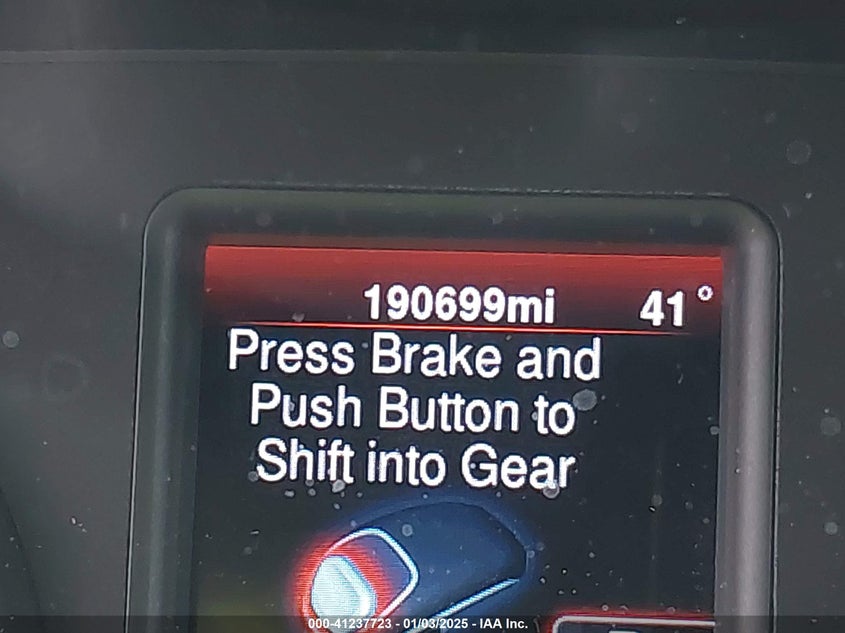 190699mi 41°
Press Brake and
Push Button to
Shift into Gear
000-41237723 - 01/03/2025 - IAA Inc.